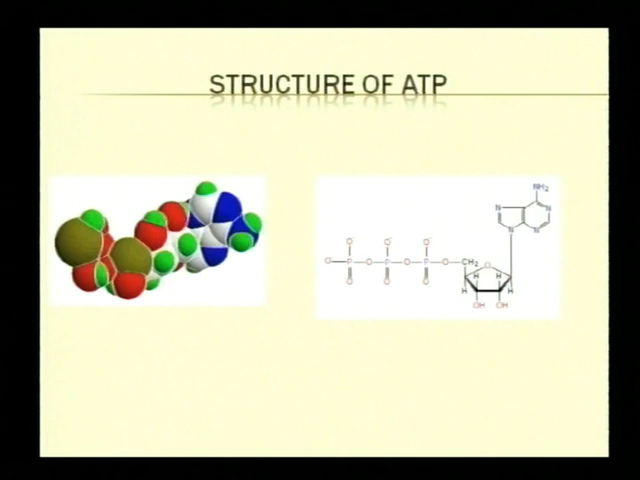 STRUCTURE OF ATP
NH2
N N
N N
O- O- O-
O P O P O P O CH2 O
O O O H H H H
OH OH